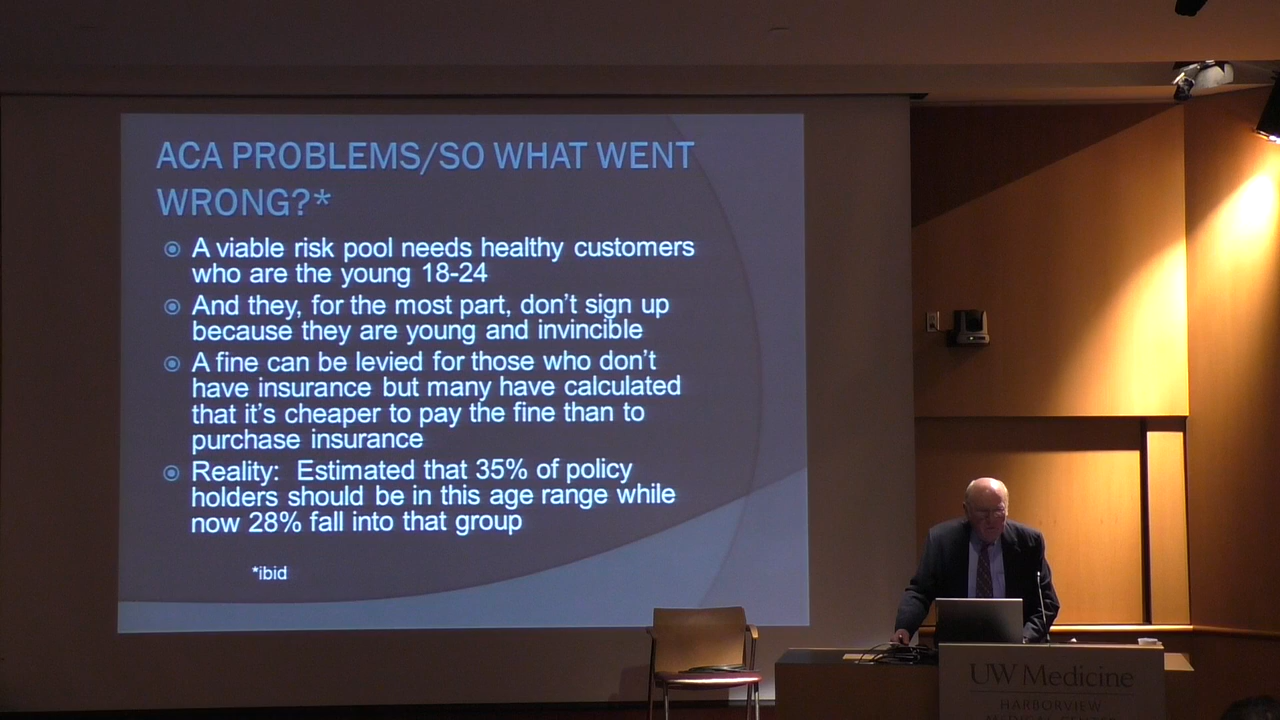 ACA PROBLEMS/SO WHAT WENT
WRONG?*
A viable risk pool needs healthy customers
who are the young 18-24
And they, for the most part, don't sign up
because they are young and invincible
A fine can be levied for those who don't
have insurance but many have calculated
that it's cheaper to pay the fine than to
purchase insurance
Reality: Estimated that 35% of policy
holders should be in this age range while
now 28% fall into that group
*ibid
UW Medicine
HARBORVIEW